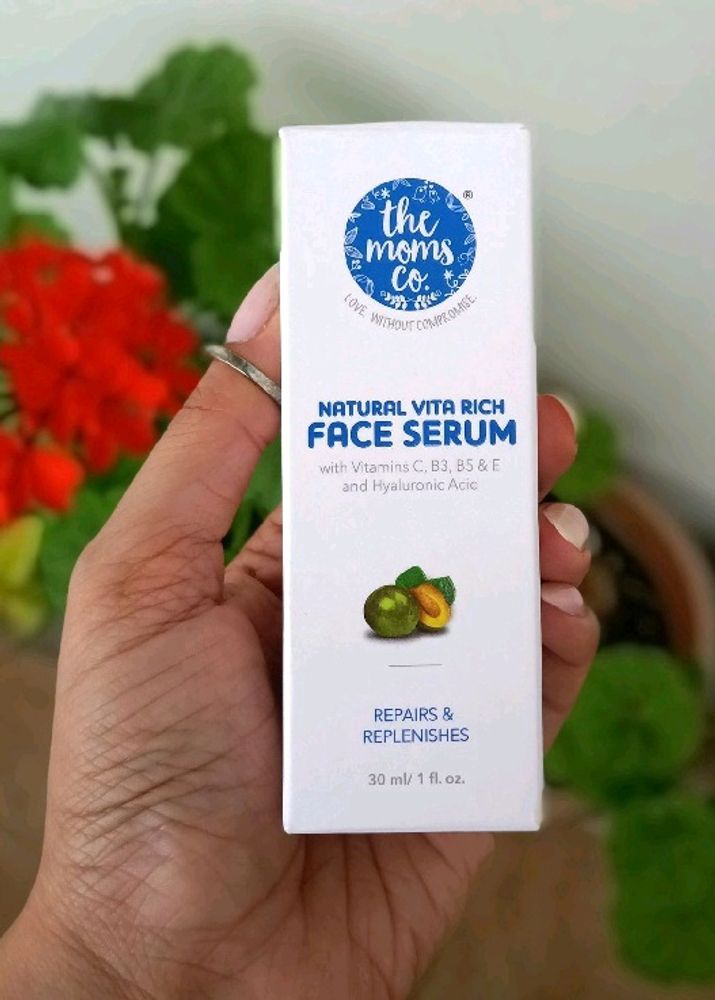 the
moms
co.
®
LOVE. WITHOUT COMPROMISE.
NATURAL VITA RICH
FACE SERUM
with Vitamins C, B3, B5 & E
and Hyaluronic Acid
REPAIRS &
REPLENISHES
30 ml/ 1 fl. oz.